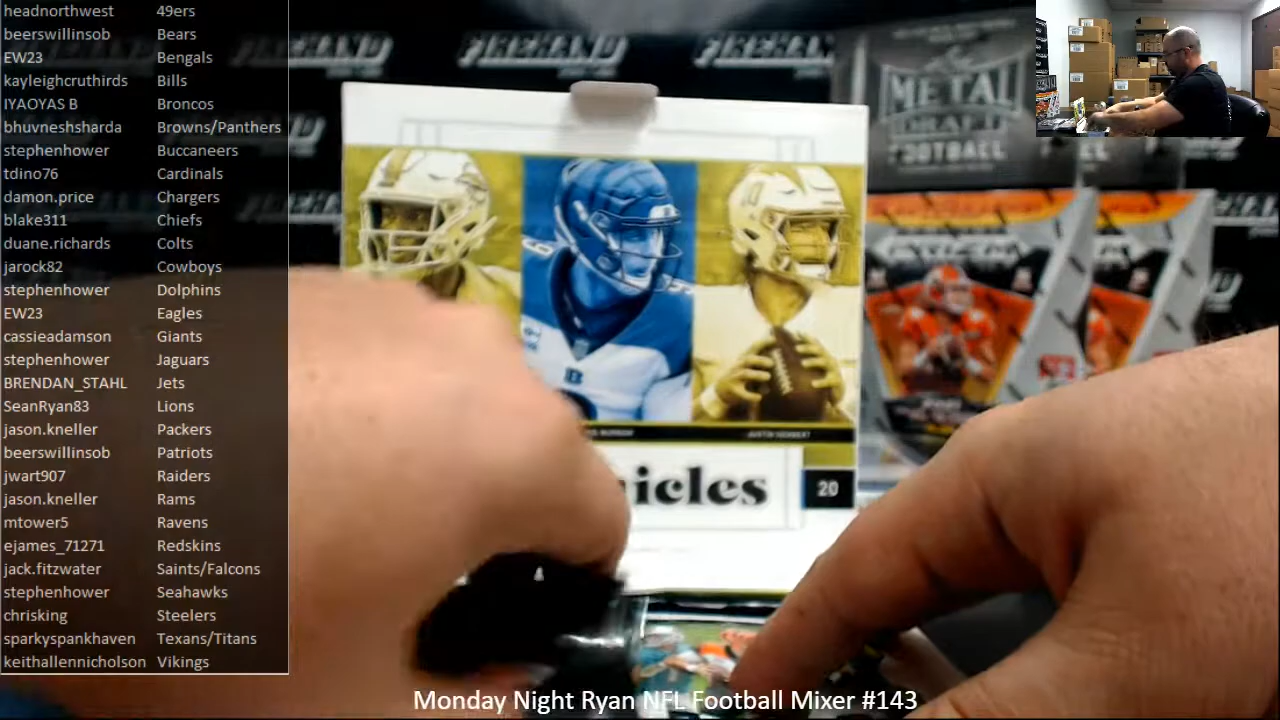 headnorthwest 49ers
beerswillinsob Bears
EW23 Bengals
kayleighcruthirds Bills
IYAOYAS B Broncos
bhuvneshsharda Browns/Panthers
stephenhower Buccaneers
tdino76 Cardinals
damon.price Chargers
blake311 Chiefs
duane.richards Colts
jarock82 Cowboys
stephenhower Dolphins
EW23 Eagles
cassieadamson Giants
stephenhower Jaguars
BRENDAN_STAHL Jets
SeanRyan83 Lions
jason.kneller Packers
beerswillinsob Patriots
jwart907 Raiders
jason.kneller Rams
mtower5 Ravens
ejames_71271 Redskins
jack.fitzwater Saints/Falcons
stephenhower Seahawks
chrisking Steelers
sparkyspankhaven Texans/Titans
keithallennicholson Vikings
FIREHAND
FIREHAND
FIREHAND
METAL
DRAFT
FOOTBALL
JUSTIN HERBERT
icles
20
Monday Night Ryan NFL Football Mixer #143